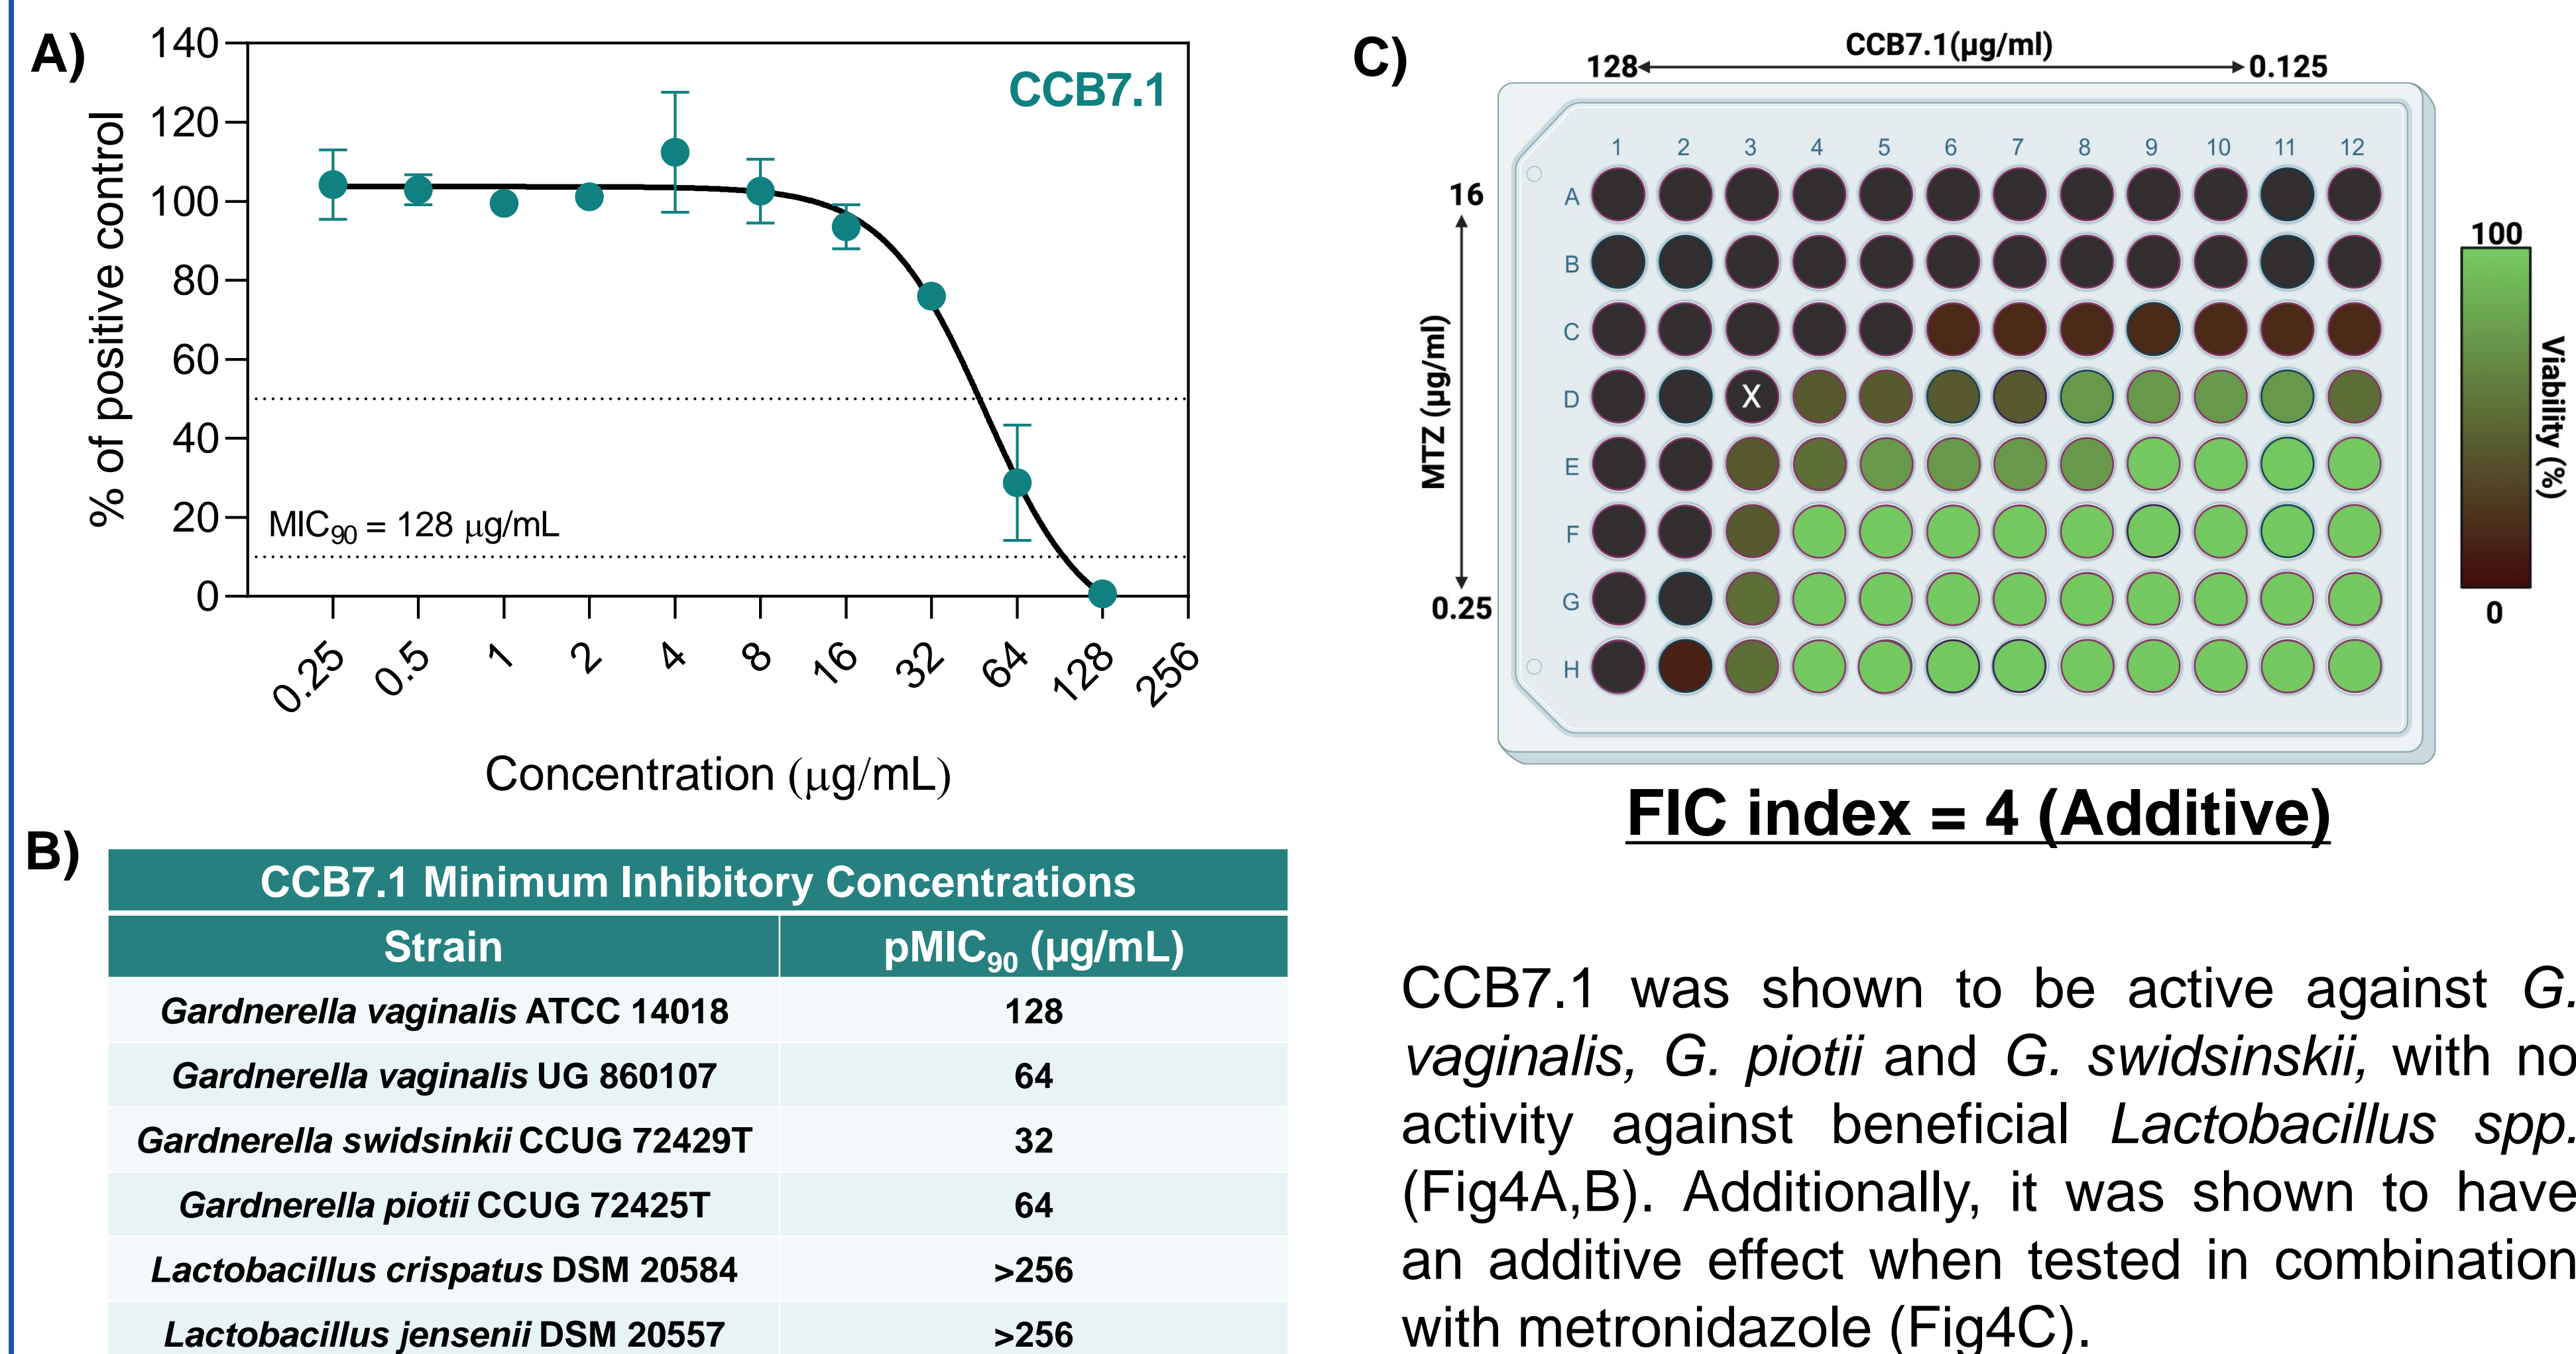 A)
140
120
100
80
60
40
20
0
% of positive control
CCB7.1
MIC90 = 128 μg/mL
0.25
0.5
1
2
4
8
16
32
64
128
256
Concentration (μg/mL)
B)
CCB7.1 Minimum Inhibitory Concentrations
Strain pMIC90 (μg/mL)
Gardnerella vaginalis ATCC 14018 128
Gardnerella vaginalis UG 860107 64
Gardnerella swidsinkii CCUG 72429T 32
Gardnerella piotii CCUG 72425T 64
Lactobacillus crispatus DSM 20584 >256
Lactobacillus jensenii DSM 20557 >256
C)
CCB7.1(μg/ml)
128 0.125
1 2 3 4 5 6 7 8 9 10 11 12
16
MTZ (μg/ml)
0.25
A
B
C
D X
E
F
G
H
100
Viability (%)
0
FIC index = 4 (Additive)
CCB7.1 was shown to be active against G.
vaginalis, G. piotii and G. swidsinskii, with no
activity against beneficial Lactobacillus spp.
(Fig4A,B). Additionally, it was shown to have
an additive effect when tested in combination
with metronidazole (Fig4C).